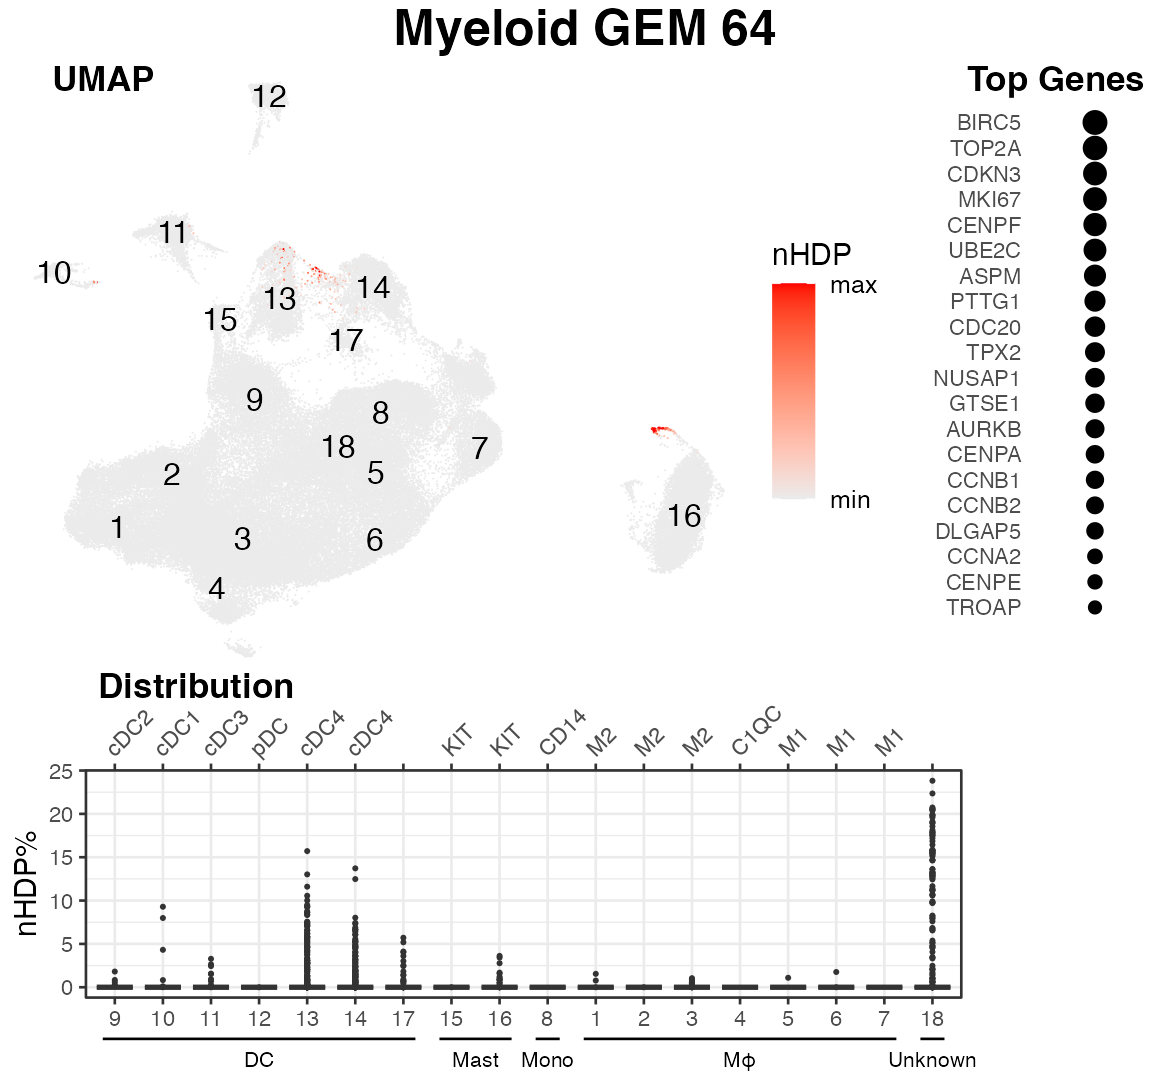 Myeloid GEM 64
UMAP
12
11
10
13
14
15
17
9
8
18
7
2
5
1
3
6
4
16
nHDP
max
min
Top Genes
BIRC5
TOP2A
CDKN3
MKI67
CENPF
UBE2C
ASPM
PTTG1
CDC20
TPX2
NUSAP1
GTSE1
AURKB
CENPA
CCNB1
CCNB2
DLGAP5
CCNA2
CENPE
TROAP
Distribution
cDC2 cDC1 cDC3 pDC cDC4 cDC4 KIT KIT CD14 M2 M2 M2 C1QC M1 M1 M1
nHDP%
25
20
15
10
5
0
9 10 11 12 13 14 17 15 16 8 1 2 3 4 5 6 7 18
DC Mast Mono Mφ Unknown